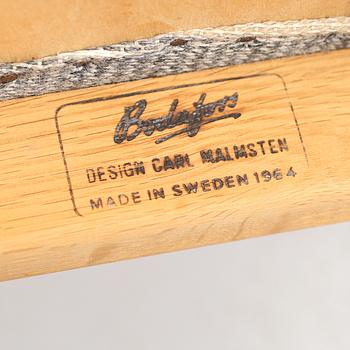 Bodafors
DESIGN CARL MALMSTEN
MADE IN SWEDEN 1964